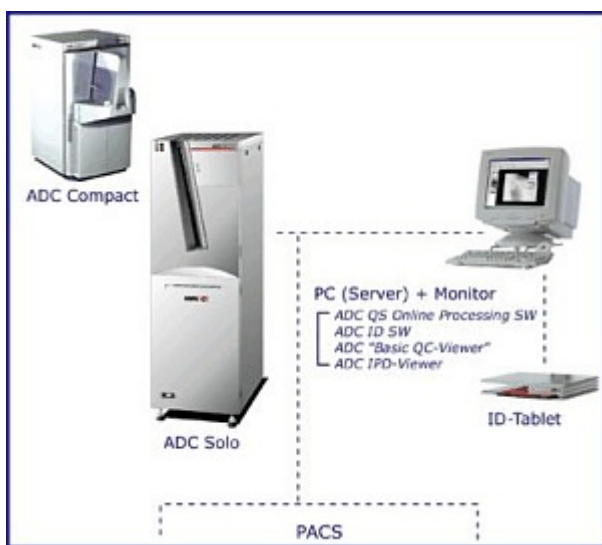 ADC Compact
PC (Server) + Monitor
ADC QS Online Processing SW
ADC ID SW
ADC "Basic QC-Viewer"
ADC IPD-Viewer
ID-Tablet
ADC Solo
PACS